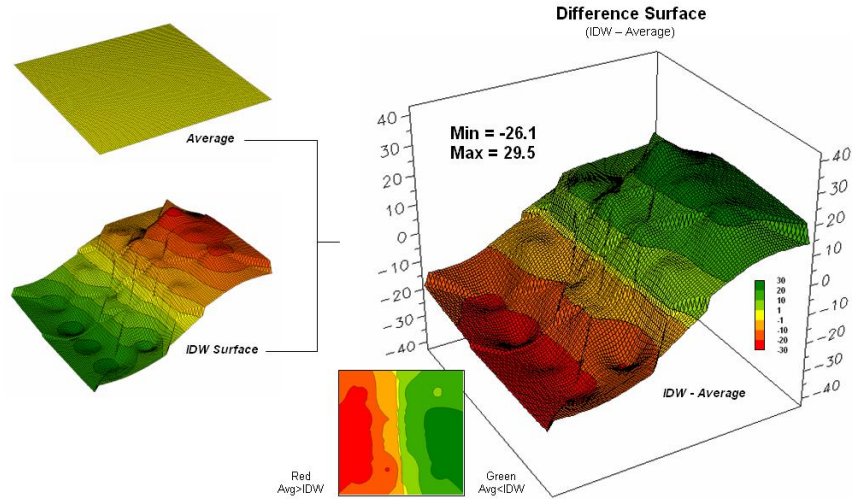 Difference Surface
(IDW – Average)
Average
IDW Surface
Min = -26.1
Max = 29.5
40
30
20
10
0
-10
-20
-30
-40
40
30
20
10
0
-10
-20
-30
-40
30
20
10
1
-1
-10
-20
-30
IDW - Average
Red
Avg>IDW
Green
Avg<IDW